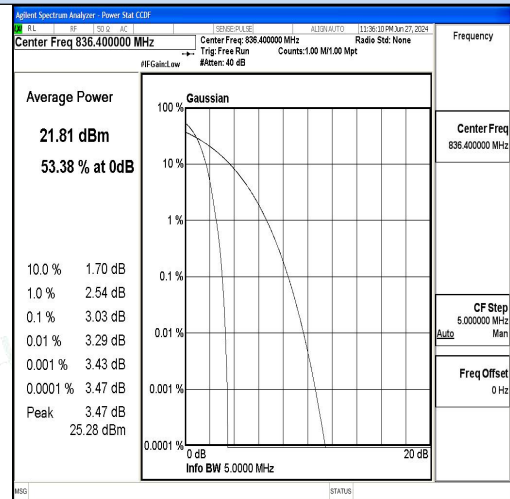 Agilent Spectrum Analyzer - Power Stat CCDF
RL RF 50 Ω AC SENSE:PULSE ALIGN AUTO 11:36:10 PM Jun 27, 2024
Center Freq 836.400000 MHz
Center Freq: 836.400000 MHz Radio Std: None
Trig: Free Run Counts:1.00 M/1.00 Mpt
#IFGain:Low #Atten: 40 dB
Frequency
Average Power
21.81 dBm
53.38 % at 0dB
10.0 % 1.70 dB
1.0 % 2.54 dB
0.1 % 3.03 dB
0.01 % 3.29 dB
0.001 % 3.43 dB
0.0001 % 3.47 dB
Peak 3.47 dB
25.28 dBm
Gaussian
100 %
10 %
1 %
0.1 %
0.01 %
0.001 %
0.0001 %
0 dB 20 dB
Info BW 5.0000 MHz
Center Freq
836.400000 MHz
CF Step
5.000000 MHz
Auto Man
Freq Offset
0 Hz
MSG STATUS